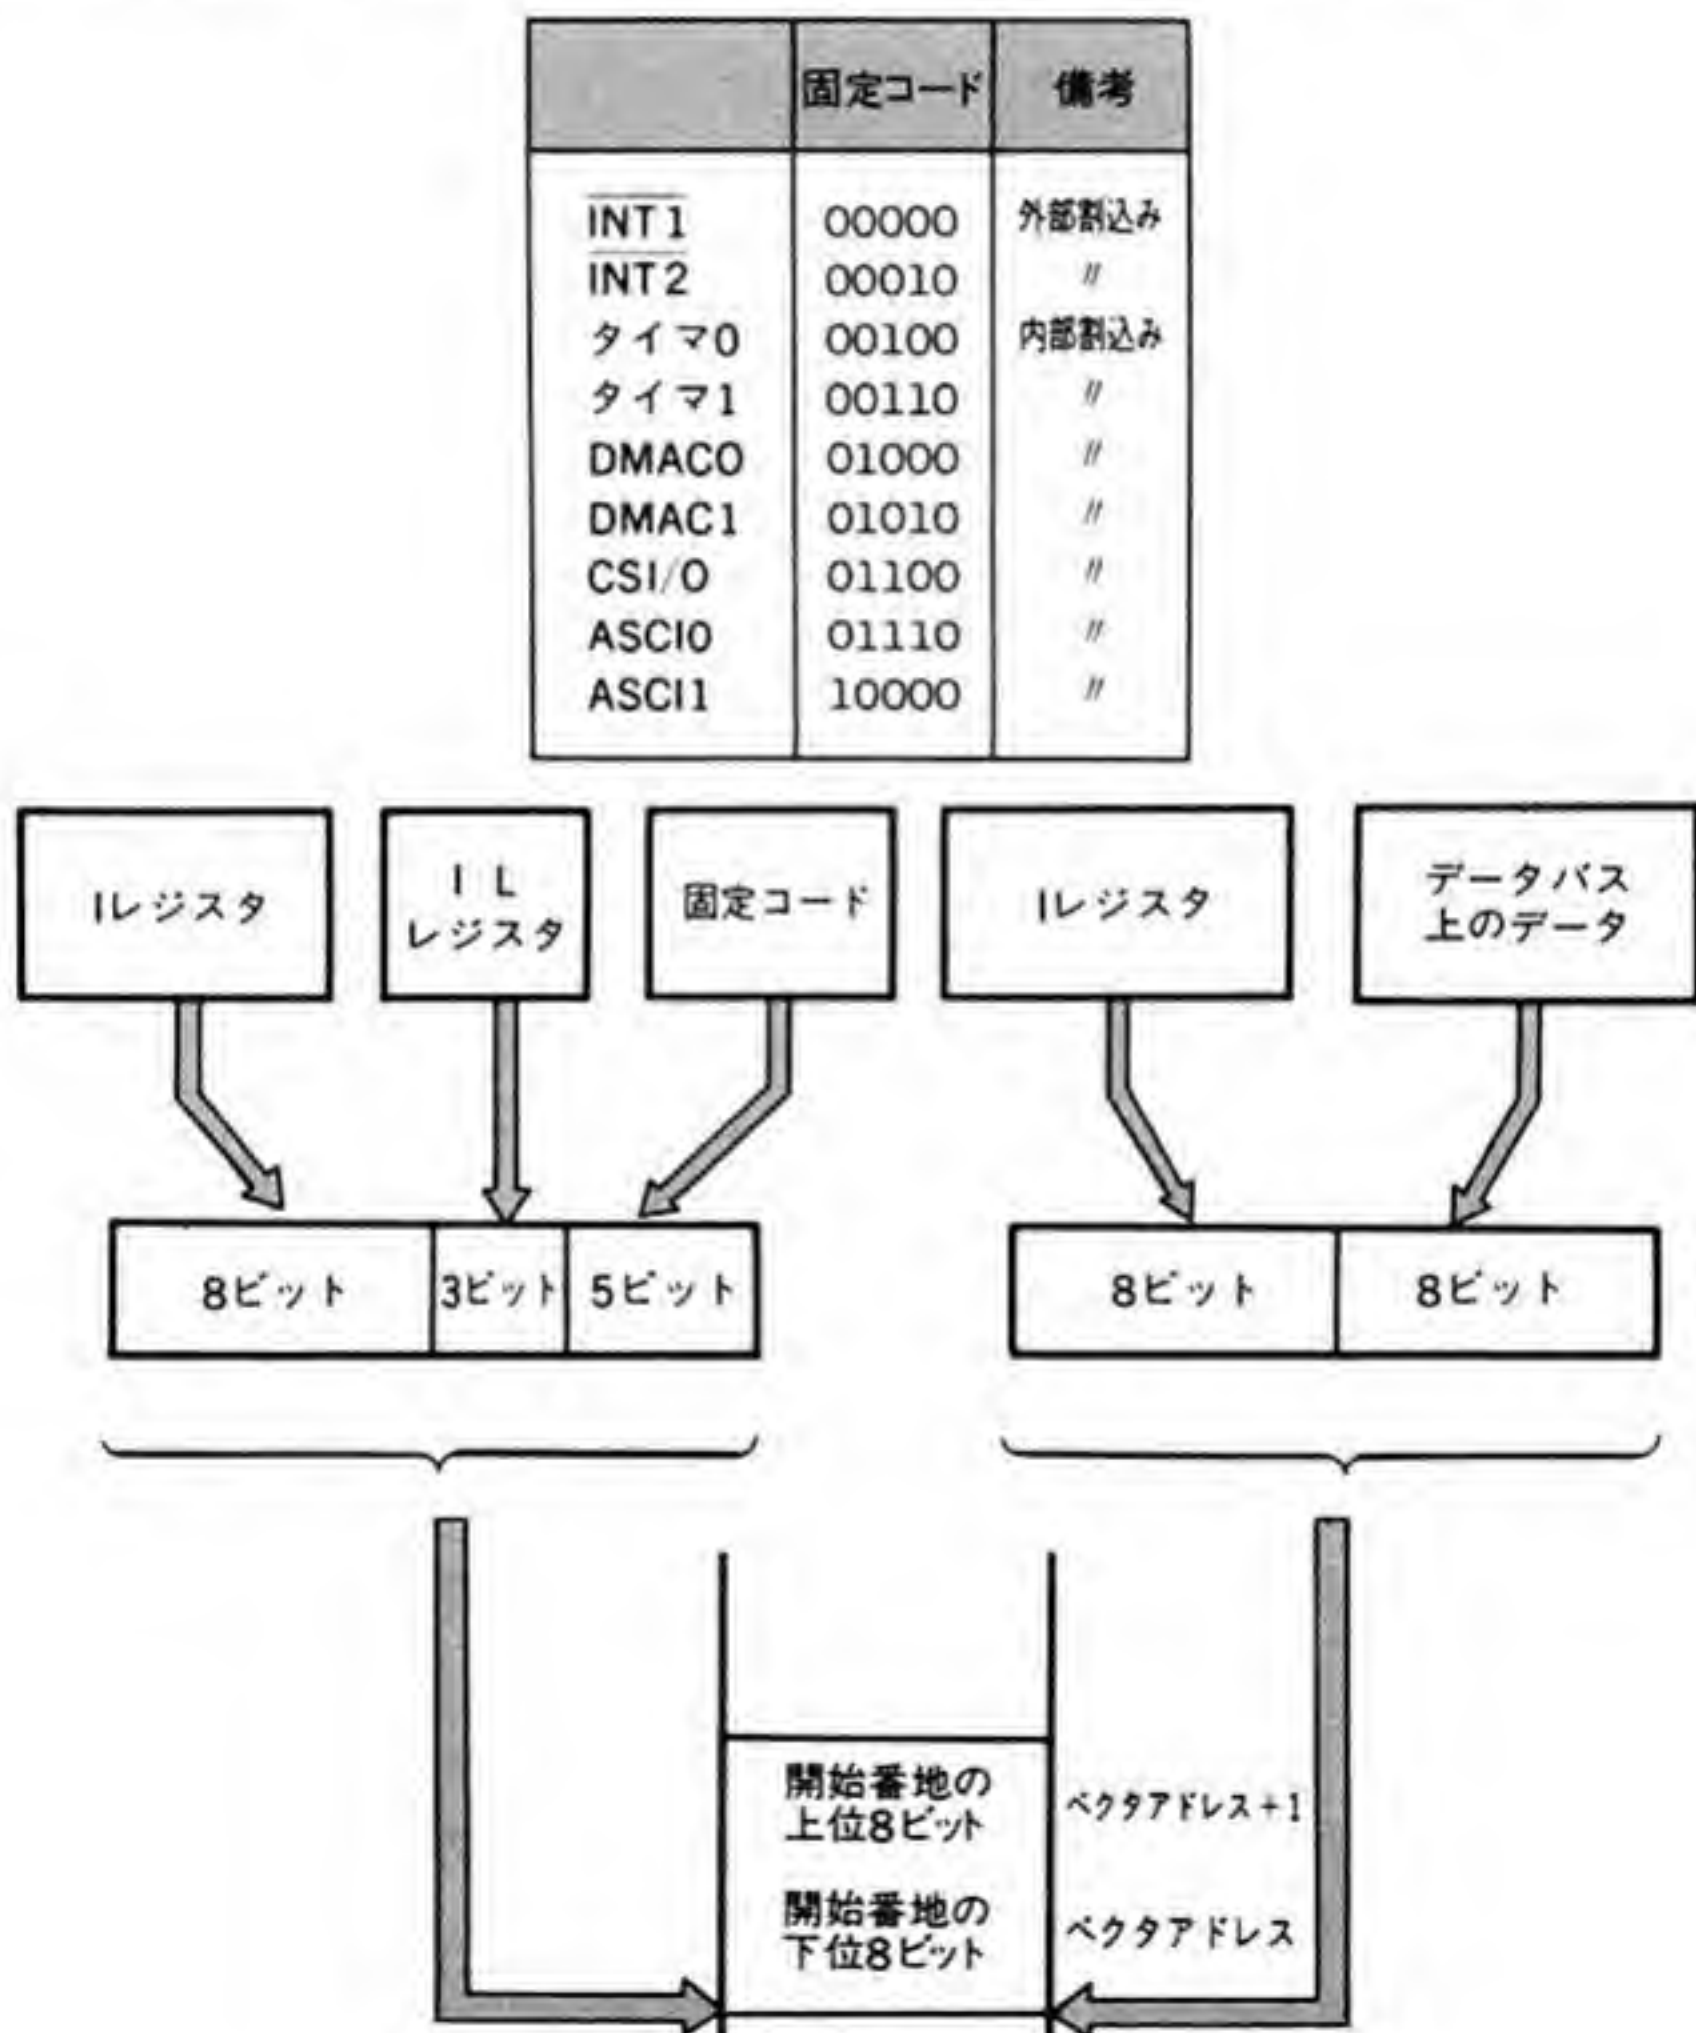 固定コード 備考
INT1 00000 外部割込み
INT2 00010 〃
タイマ0 00100 内部割込み
タイマ1 00110 〃
DMAC0 01000 〃
DMAC1 01010 〃
CSI/O 01100 〃
ASCI0 01110 〃
ASCI1 10000 〃
Iレジスタ
I L
レジスタ
固定コード
Iレジスタ
データバス
上のデータ
8ビット 3ビット 5ビット
8ビット 8ビット
開始番地の
上位8ビット
ベクタアドレス+1
開始番地の
下位8ビット
ベクタアドレス